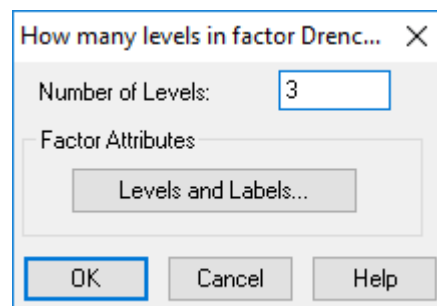 How many levels in factor Drenc...
Number of Levels: 3
Factor Attributes
Levels and Labels...
OK Cancel Help